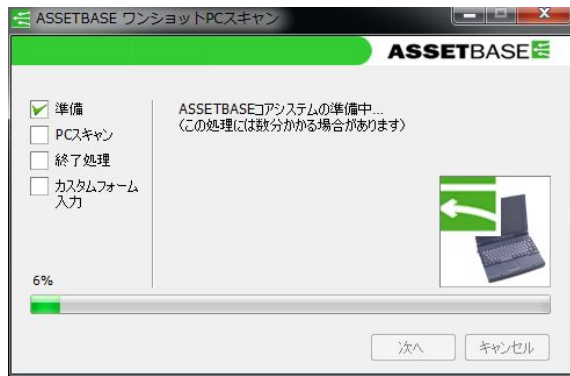 ASSETBASE ワンショットPCスキャン
ASSETBASE
準備
PCスキャン
終了処理
カスタムフォーム
入力
ASSETBASEコアシステムの準備中...
(この処理には数分かかる場合があります)
6%
次へ
キャンセル